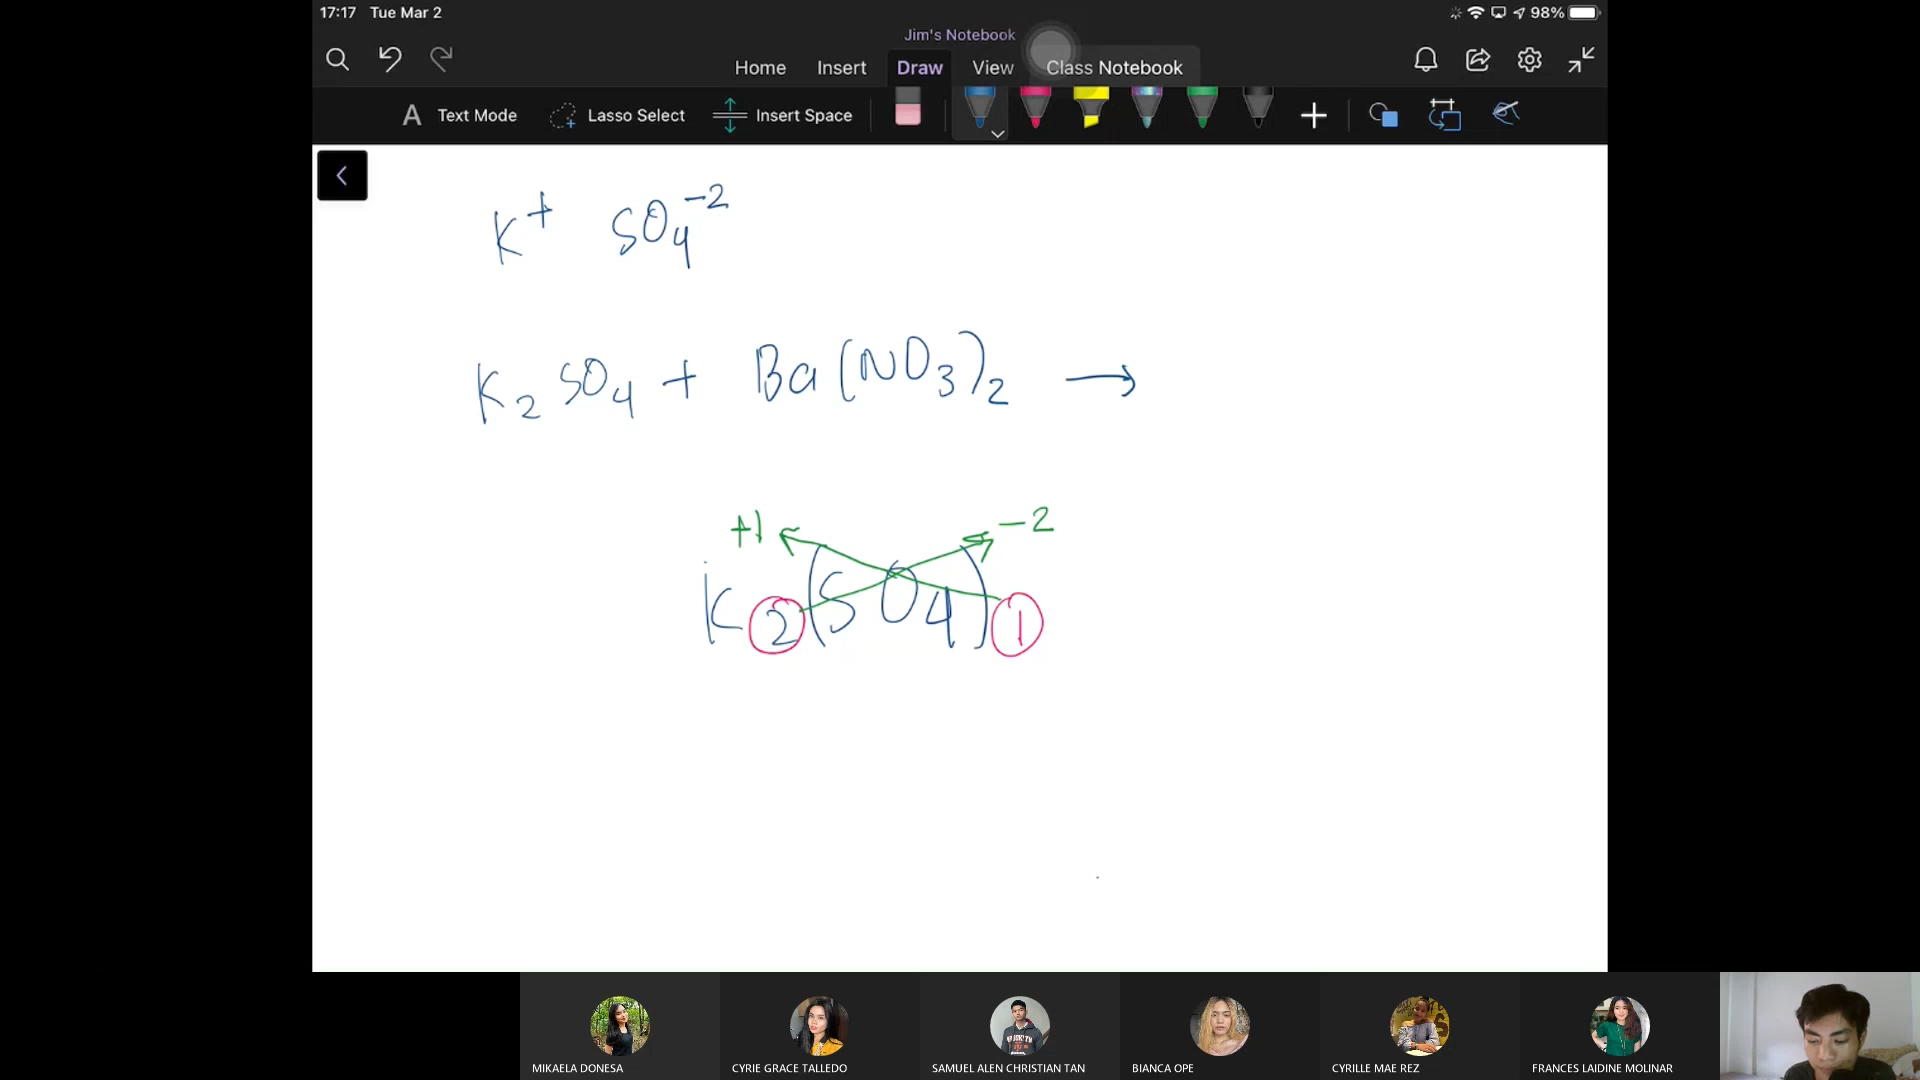 17:17 Tue Mar 2 98%
Jim's Notebook
Home Insert Draw View Class Notebook
A Text Mode Lasso Select Insert Space
K⁺ SO₄⁻²
K₂SO₄ + Ba(NO₃)₂ →
+1 -2
K₂(SO₄)₁
MIKAELA DONESA CYRIE GRACE TALLEDO SAMUEL ALEN CHRISTIAN TAN BIANCA OPE CYRILLE MAE REZ FRANCES LAIDINE MOLINAR